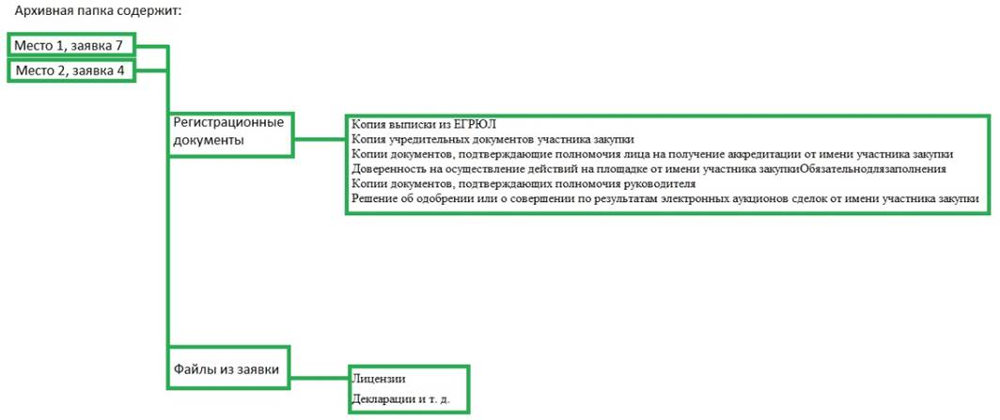 Архивная папка содержит:
Место 1, заявка 7
Место 2, заявка 4
Регистрационные
документы
Копия выписки из ЕГРЮЛ
Копия учредительных документов участника закупки
Копии документов, подтверждающие полномочия лица на получение аккредитации от имени участника закупки
Доверенность на осуществление действий на площадке от имени участника закупкиОбязательнодлязаполнения
Копии документов, подтверждающих полномочия руководителя
Решение об одобрении или о совершении по результатам электронных аукционов сделок от имени участника закупки
Файлы из заявки
Лицензии
Декларации и т. д.